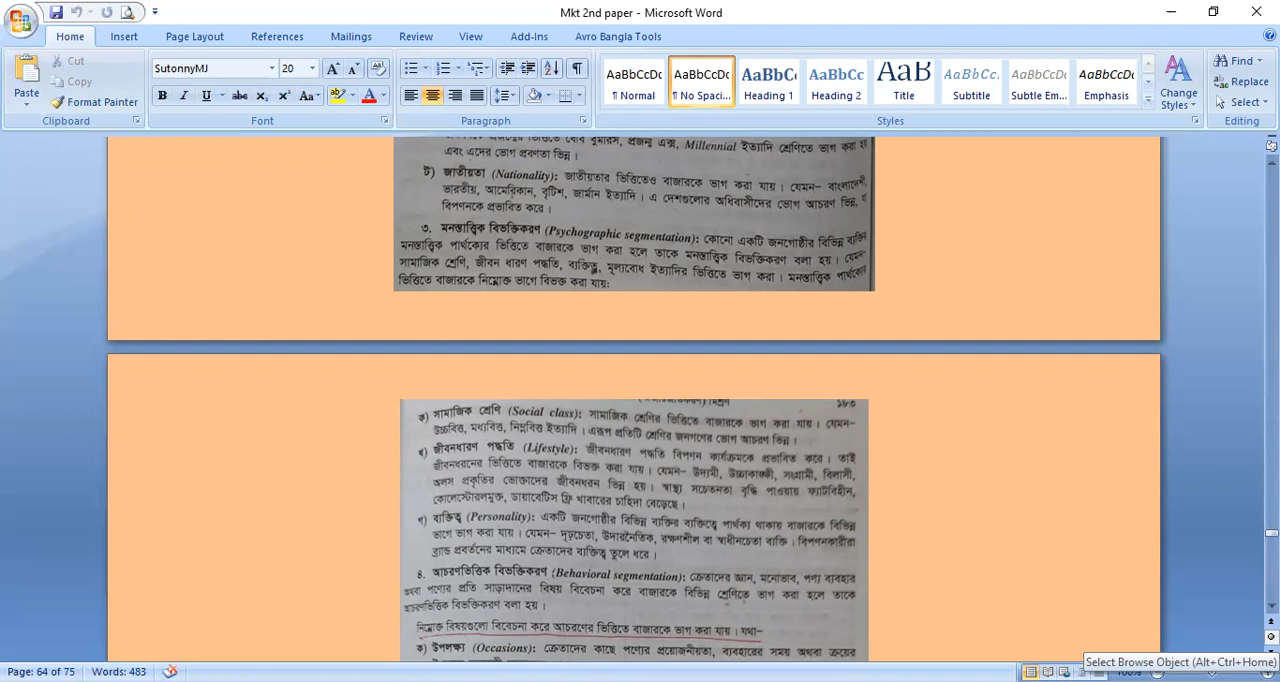 Mkt 2nd paper - Microsoft Word
Home Insert Page Layout References Mailings Review View Add-Ins Avro Bangla Tools
Paste
Cut
Copy
Format Painter
Clipboard
SutonnyMJ 20
Font
Paragraph
AaBbCcDc AaBbCcDc AaBbCc AaBbCc AaB AaBbCc. AaBbCcDc AaBbCcDc
¶ Normal ¶ No Spaci... Heading 1 Heading 2 Title Subtitle Subtle Em... Emphasis
Change Styles
Styles
Find
Replace
Select
Editing
ভিত্তিতে বেবি বুমারস, প্রজন্ম এক্স, Millennial ইত্যাদি শ্রেণিতে ভাগ করা হয়
এবং এদের ভোগ প্রবণতা ভিন্ন।
ট) জাতীয়তা (Nationality): জাতীয়তার ভিত্তিতেও বাজারকে ভাগ করা যায়। যেমন– বাংলাদেশী,
ভারতীয়, আমেরিকান, বৃটিশ, জার্মান ইত্যাদি। এ দেশগুলোর অধিবাসীদের ভোগ আচরণ ভিন্ন, যা
বিপণনকে প্রভাবিত করে।
৩. মনস্তাত্ত্বিক বিভক্তিকরণ (Psychographic segmentation): কোনো একটি জনগোষ্ঠীর বিভিন্ন ব্যক্তির
মনস্তাত্ত্বিক পার্থক্যের ভিত্তিতে বাজারকে ভাগ করা হলে তাকে মনস্তাত্ত্বিক বিভক্তিকরণ বলা হয়। যেমন–
সামাজিক শ্রেণি, জীবন ধারণ পদ্ধতি, ব্যক্তিত্ব, মূল্যবোধ ইত্যাদির ভিত্তিতে ভাগ করা। মনস্তাত্ত্বিক পার্থক্যের
ভিত্তিতে বাজারকে নিম্নোক্ত ভাগে বিভক্ত করা যায়:
মিশ্রণ ১৮৩
ক) সামাজিক শ্রেণি (Social class): সামাজিক শ্রেণির ভিত্তিতে বাজারকে ভাগ করা যায়। যেমন–
উচ্চবিত্ত, মধ্যবিত্ত, নিম্নবিত্ত ইত্যাদি। এরূপ প্রতিটি শ্রেণির জনগণের ভোগ আচরণ ভিন্ন।
খ) জীবনধারণ পদ্ধতি (Lifestyle): জীবনধারণ পদ্ধতি বিপণন কার্যক্রমকে প্রভাবিত করে। তাই
জীবনধরনের ভিত্তিতে বাজারকে বিভক্ত করা যায়। যেমন– উদ্যমী, উচ্চাকাঙ্ক্ষী, সংগ্রামী, বিলাসী,
অলস প্রকৃতির ভোক্তাদের জীবনধরন ভিন্ন হয়। স্বাস্থ্য সচেতনতা বৃদ্ধি পাওয়ায় ফ্যাটবিহীন,
কোলেস্টোরলমুক্ত, ডায়াবেটিস ফ্রি খাবারের চাহিদা বেড়েছে।
গ) ব্যক্তিত্ব (Personality): একটি জনগোষ্ঠীর বিভিন্ন ব্যক্তির ব্যক্তিত্বে পার্থক্য থাকায় বাজারকে বিভিন্ন
ভাগে ভাগ করা যায়। যেমন– দৃঢ়চেতা, উদারনৈতিক, রক্ষণশীল বা স্বাধীনচেতা ব্যক্তি। বিপণনকারীরা
ব্র্যান্ড প্রবর্তনের মাধ্যমে ক্রেতাদের ব্যক্তিত্ব তুলে ধরে।
৪. আচরণভিত্তিক বিভক্তিকরণ (Behavioral segmentation): ক্রেতাদের জ্ঞান, মনোভাব, পণ্য ব্যবহার
অথবা পণ্যের প্রতি সাড়াদানের বিষয় বিবেচনা করে বাজারকে বিভিন্ন শ্রেণিতে ভাগ করা হলে তাকে
আচরণভিত্তিক বিভক্তিকরণ বলা হয়।
নিম্নোক্ত বিষয়গুলো বিবেচনা করে আচরণের ভিত্তিতে বাজারকে ভাগ করা যায়। যথা–
ক) উপলক্ষ্য (Occasions): ক্রেতাদের কাছে পণ্যের প্রয়োজনীয়তা, ব্যবহারের সময় অথবা ক্রয়ের
Page: 64 of 75 Words: 483
Select Browse Object (Alt+Ctrl+Home)